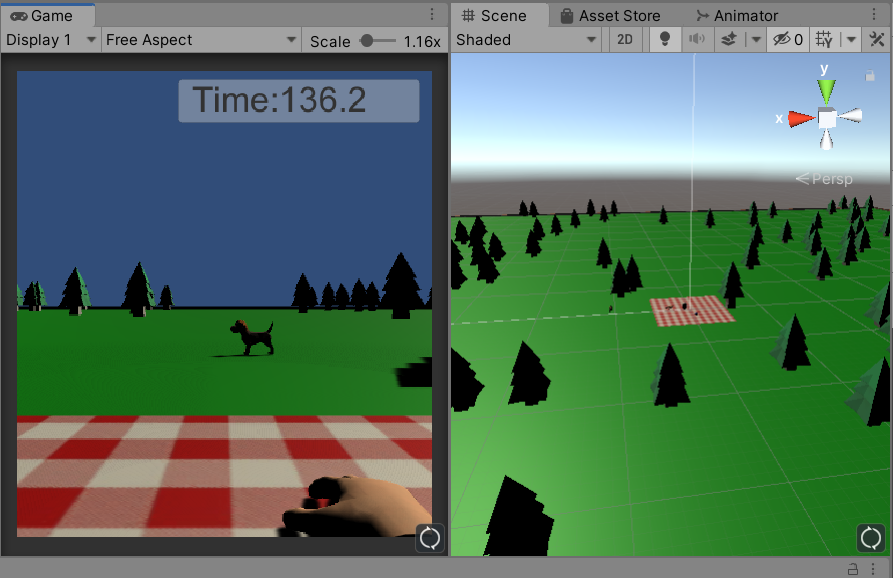 Game
Display 1 Free Aspect Scale 1.16x
Time:136.2
Scene Asset Store Animator
Shaded 2D 0
y
x
Persp